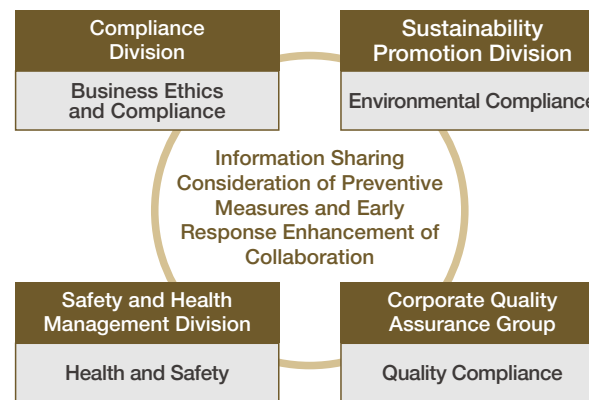 Compliance
Division
Business Ethics
and Compliance
Sustainability
Promotion Division
Environmental Compliance
Information Sharing
Consideration of Preventive
Measures and Early
Response Enhancement of
Collaboration
Safety and Health
Management Division
Health and Safety
Corporate Quality
Assurance Group
Quality Compliance